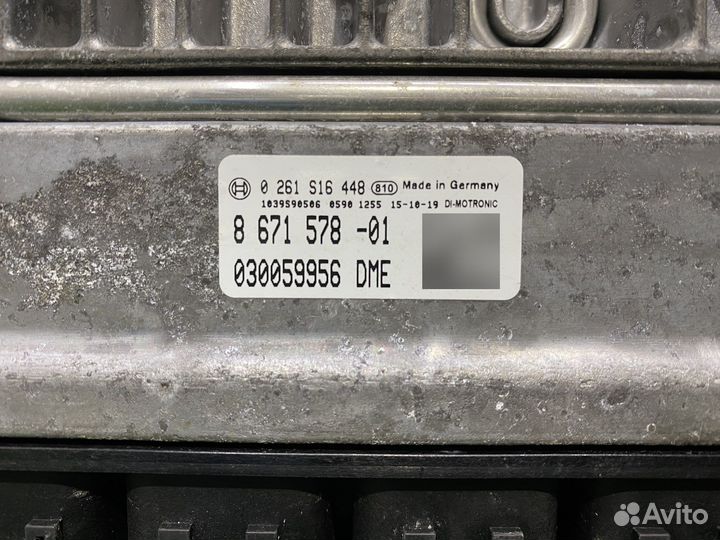 0 261 S16 448 810 Made in Germany
1039S90506 0590 1255 15-10-19 DI-MOTRONIC
8 671 578 -01
030059956 DME
Avito